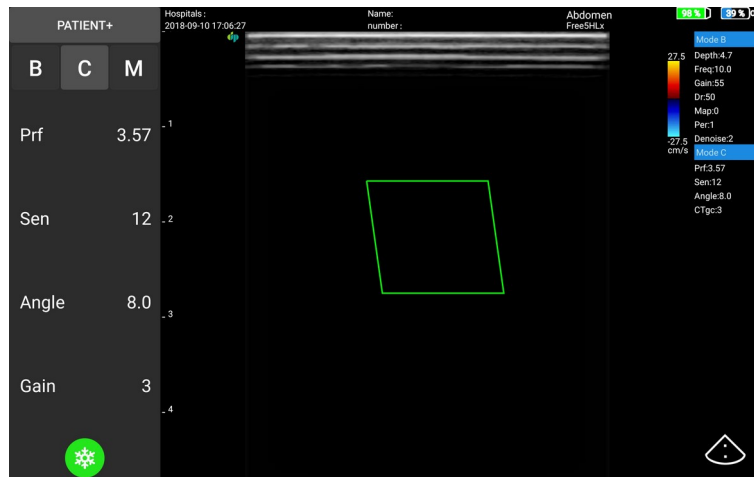 PATIENT+
B C M
Prf 3.57
Sen 12
Angle 8.0
Gain 3
Hospitals :
2018-09-10 17:06:27
Name:
number :
Abdomen
Free5HLx
98 %
39 %
1
2
3
4
27.5
-27.5
cm/s
Mode B
Depth:4.7
Freq:10.0
Gain:55
Dr:50
Map:0
Per:1
Denoise:2
Mode C
Prf:3.57
Sen:12
Angle:8.0
CTgc:3